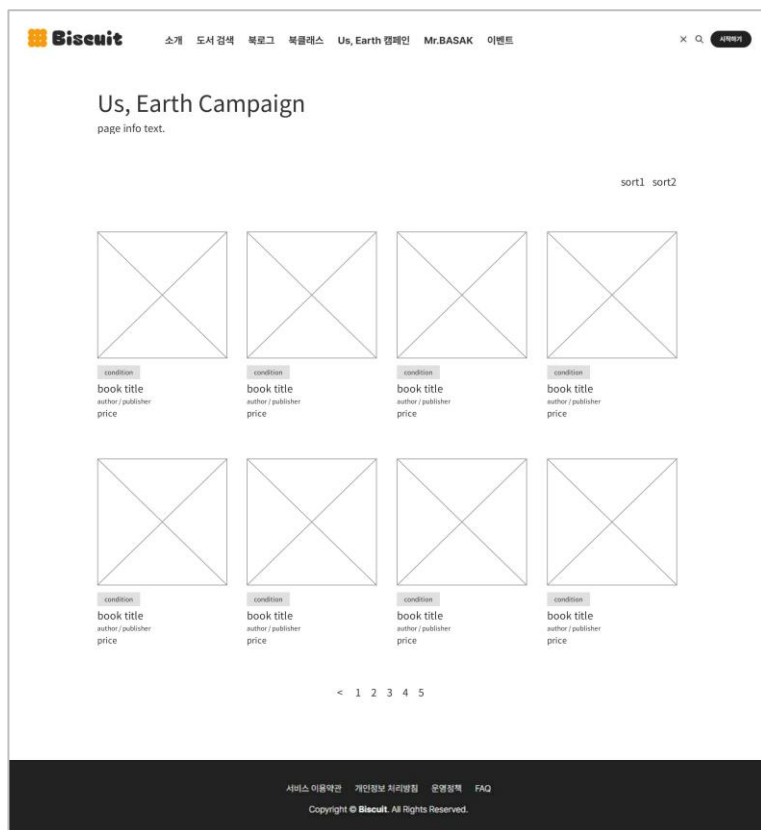 Biscuit 소개 도서 검색 북로그 북클래스 Us, Earth 캠페인 Mr.BASAK 이벤트 시작하기
Us, Earth Campaign
page info text.
sort1 sort2
condition condition condition condition
book title book title book title book title
author / publisher author / publisher author / publisher author / publisher
price price price price
condition condition condition condition
book title book title book title book title
author / publisher author / publisher author / publisher author / publisher
price price price price
< 1 2 3 4 5
서비스 이용약관 개인정보 처리방침 운영정책 FAQ
Copyright © Biscuit. All Rights Reserved.